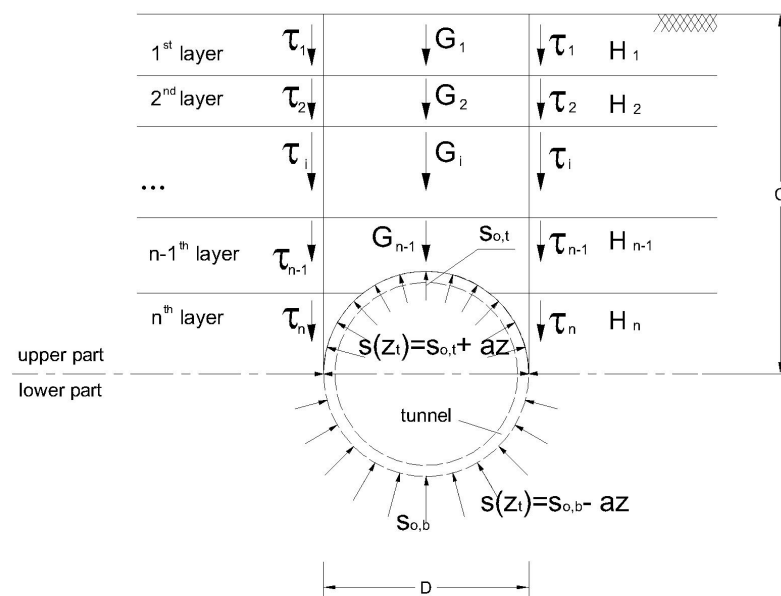 τ1 G1 τ1 H1
1st layer
2nd layer τ2 G2 τ2 H2
τi Gi τi
...
n-1th layer τn-1 Gn-1 so,t τn-1 Hn-1
nth layer τn τn Hn
s(zt)=so,t+ az
upper part
lower part
tunnel
s(zt)=so,b- az
so,b
D